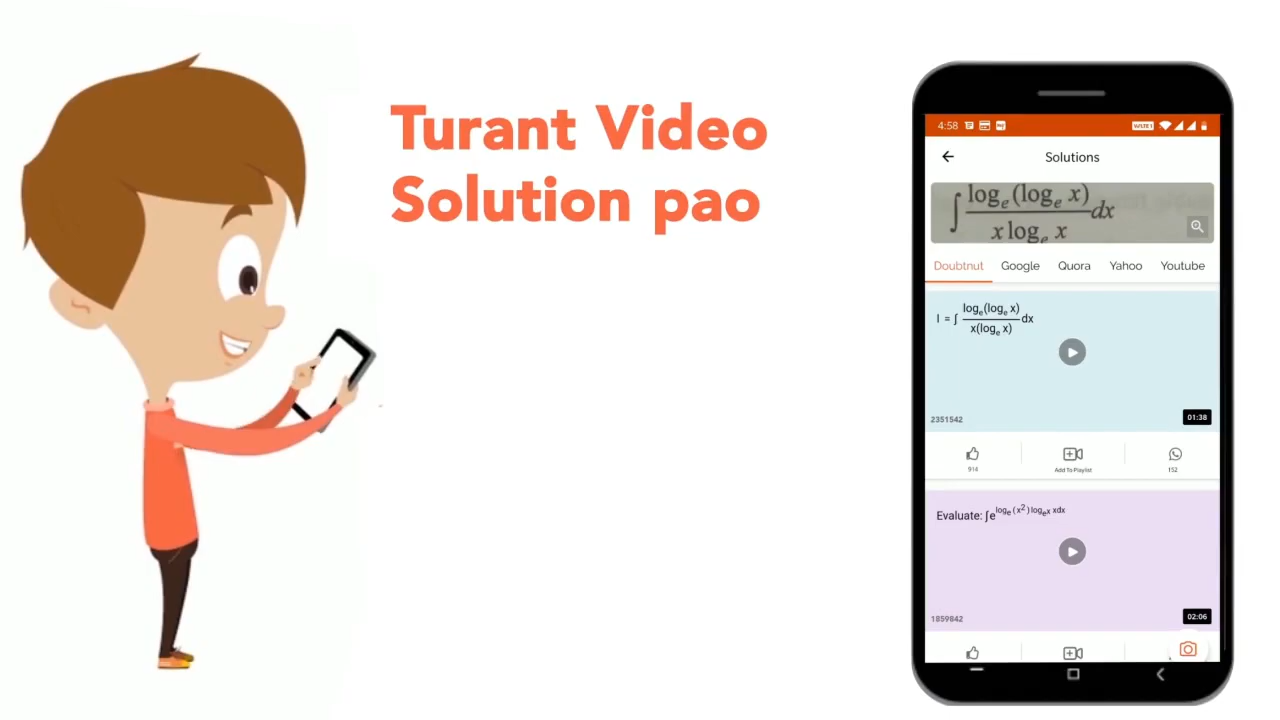 Turant Video
Solution pao
4:58
Solutions
∫ logₑ(logₑ x) / x logₑ x dx
Doubtnut Google Quora Yahoo Youtube
I = ∫ logₑ(logₑ x) / x(logₑ x) dx
2351542 01:38
914 Add To Playlist 152
Evaluate: ∫e^logₑ(x²)logₑx xdx
1859842 02:06